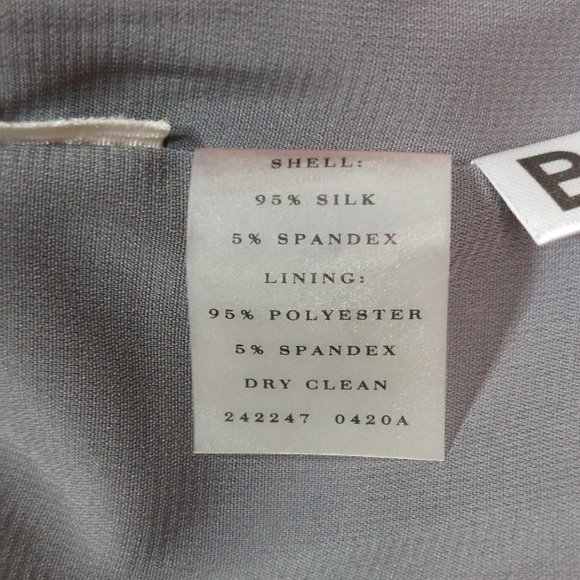 SHELL:
95% SILK
5% SPANDEX
LINING:
95% POLYESTER
5% SPANDEX
DRY CLEAN
242247 0420A
B